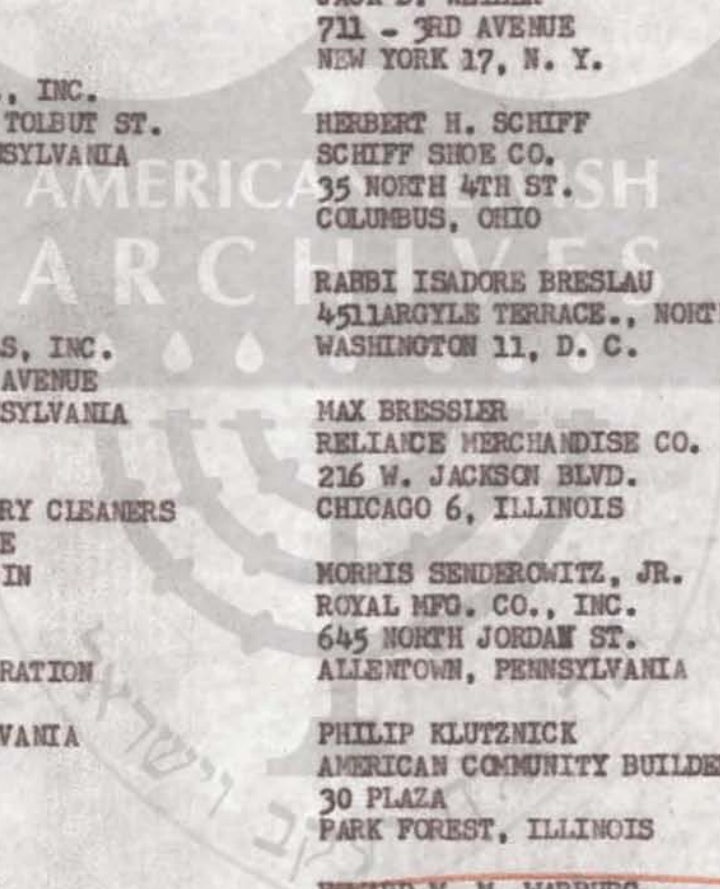 ., INC.
TOLBUT ST.
NSYLVANIA
S, INC.
AVENUE
SYLVANIA
RY CLEANERS
E
IN
RATION
VANIA
711 - 3RD AVENUE
NEW YORK 17, N. Y.
HERBERT H. SCHIFF
SCHIFF SHOE CO.
35 NORTH 4TH ST.
COLUMBUS, OHIO
RABBI ISADORE BRESLAU
4511ARGYLE TERRACE., NORT
WASHINGTON 11, D. C.
MAX BRESSLER
RELIANCE MERCHANDISE CO.
216 W. JACKSON BLVD.
CHICAGO 6, ILLINOIS
MORRIS SENDEROWITZ, JR.
ROYAL MFG. CO., INC.
645 NORTH JORDAN ST.
ALLENTOWN, PENNSYLVANIA
PHILIP KLUTZNICK
AMERICAN COMMUNITY BUILDE
30 PLAZA
PARK FOREST, ILLINOIS
AMERICAN JEWISH
ARCHIVES
יעקב וישראל